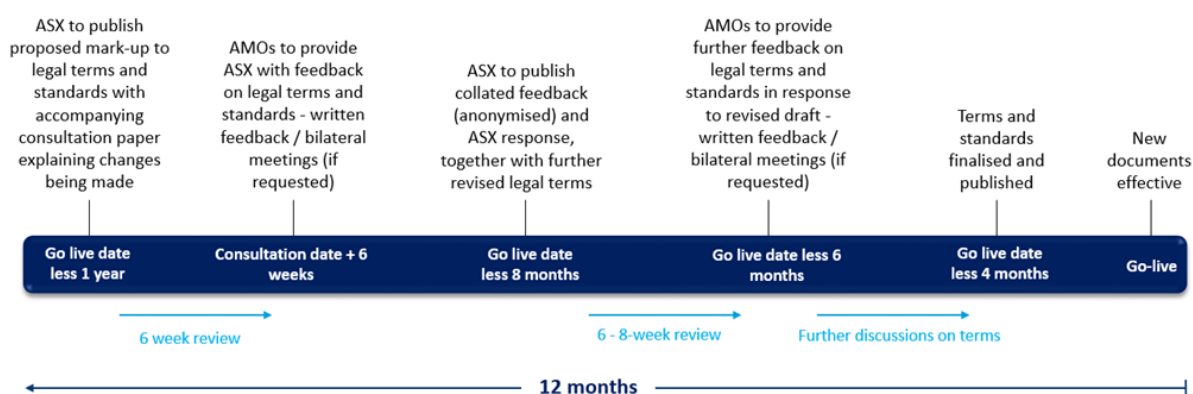 ASX to publish
proposed mark-up to
legal terms and
standards with
accompanying
consultation paper
explaining changes
being made
AMOs to provide
ASX with feedback
on legal terms and
standards - written
feedback / bilateral
meetings (if
requested)
ASX to publish
collated feedback
(anonymised) and
ASX response,
together with further
revised legal terms
AMOs to provide
further feedback on
legal terms and
standards in response
to revised draft -
written feedback /
bilateral meetings (if
requested)
Terms and
standards
finalised and
published
New
documents
effective
Go live date
less 1 year
Consultation date + 6
weeks
Go live date
less 8 months
Go live date less 6
months
Go live date
less 4 months
Go-live
6 week review
6 - 8-week review
Further discussions on terms
12 months